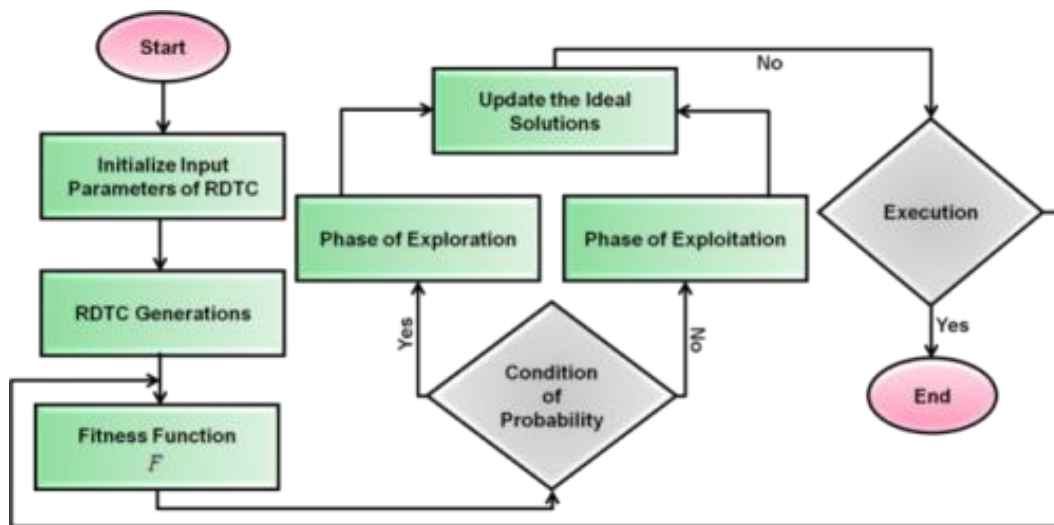 Start
Initialize Input
Parameters of RDTC
RDTC Generations
Fitness Function
F
Condition
of
Probability
Yes
No
Phase of Exploration
Phase of Exploitation
Update the Ideal
Solutions
No
Execution
Yes
End